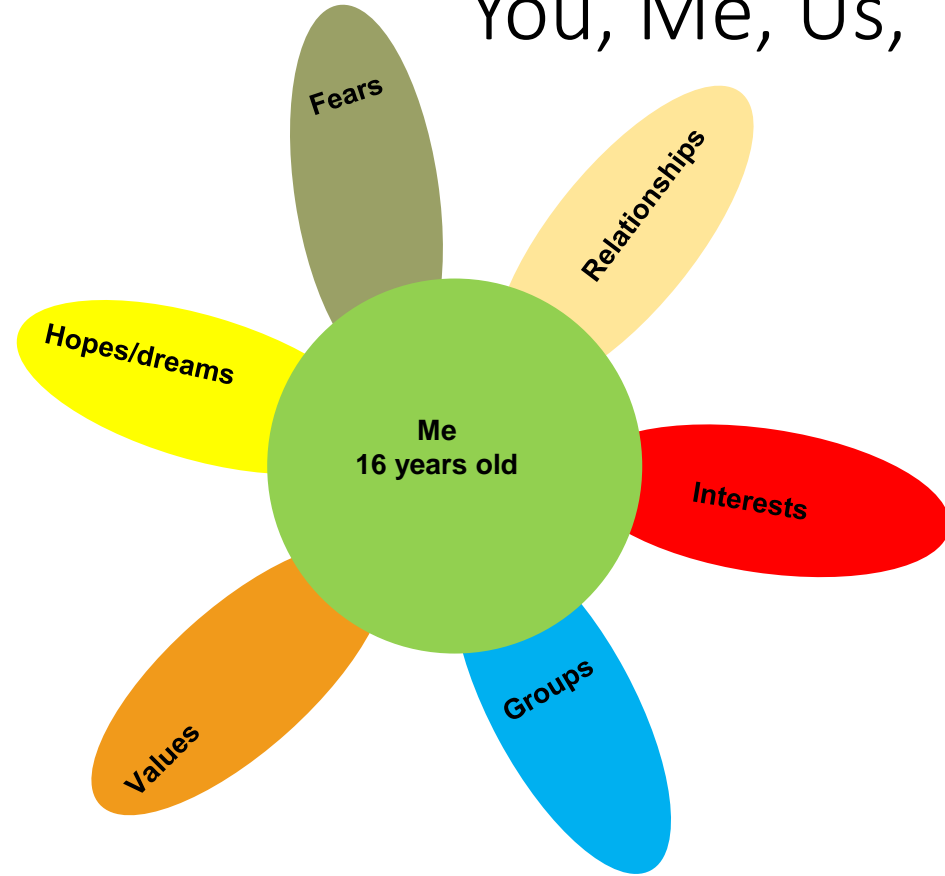 You, Me, Us,
Fears
Relationships
Hopes/dreams
Me
16 years old
Interests
Groups
Values